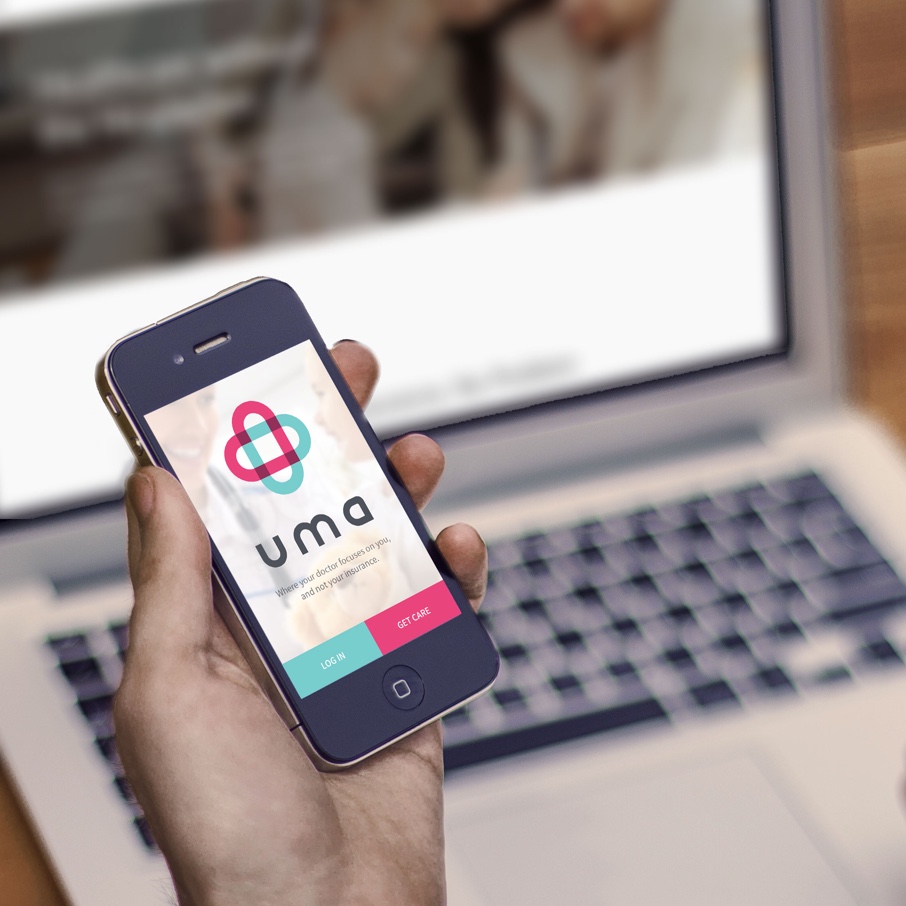 uma
Where your doctor focuses on you,
and not your insurance.
LOG IN
GET CARE